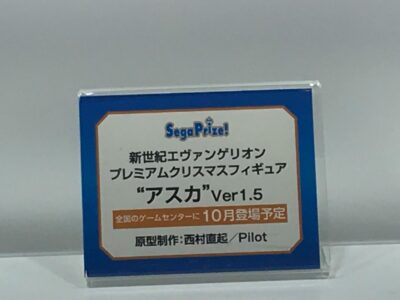 SegaPrize!
新世紀エヴァンゲリオン
プレミアムクリスマスフィギュア
“アスカ”Ver1.5
全国のゲームセンターに 10月登場予定
原型制作：西村直起／Pilot